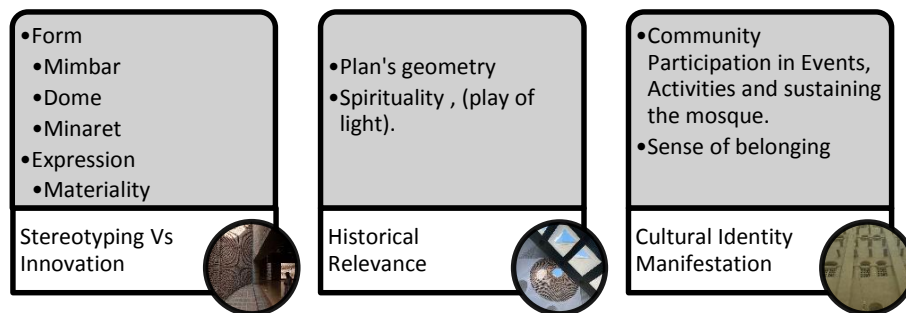 •Form
•Mimbar
•Dome
•Minaret
•Expression
•Materiality
Stereotyping Vs
Innovation
•Plan's geometry
•Spirituality , (play of
light).
Historical
Relevance
•Community
Participation in Events,
Activities and sustaining
the mosque.
•Sense of belonging
Cultural Identity
Manifestation